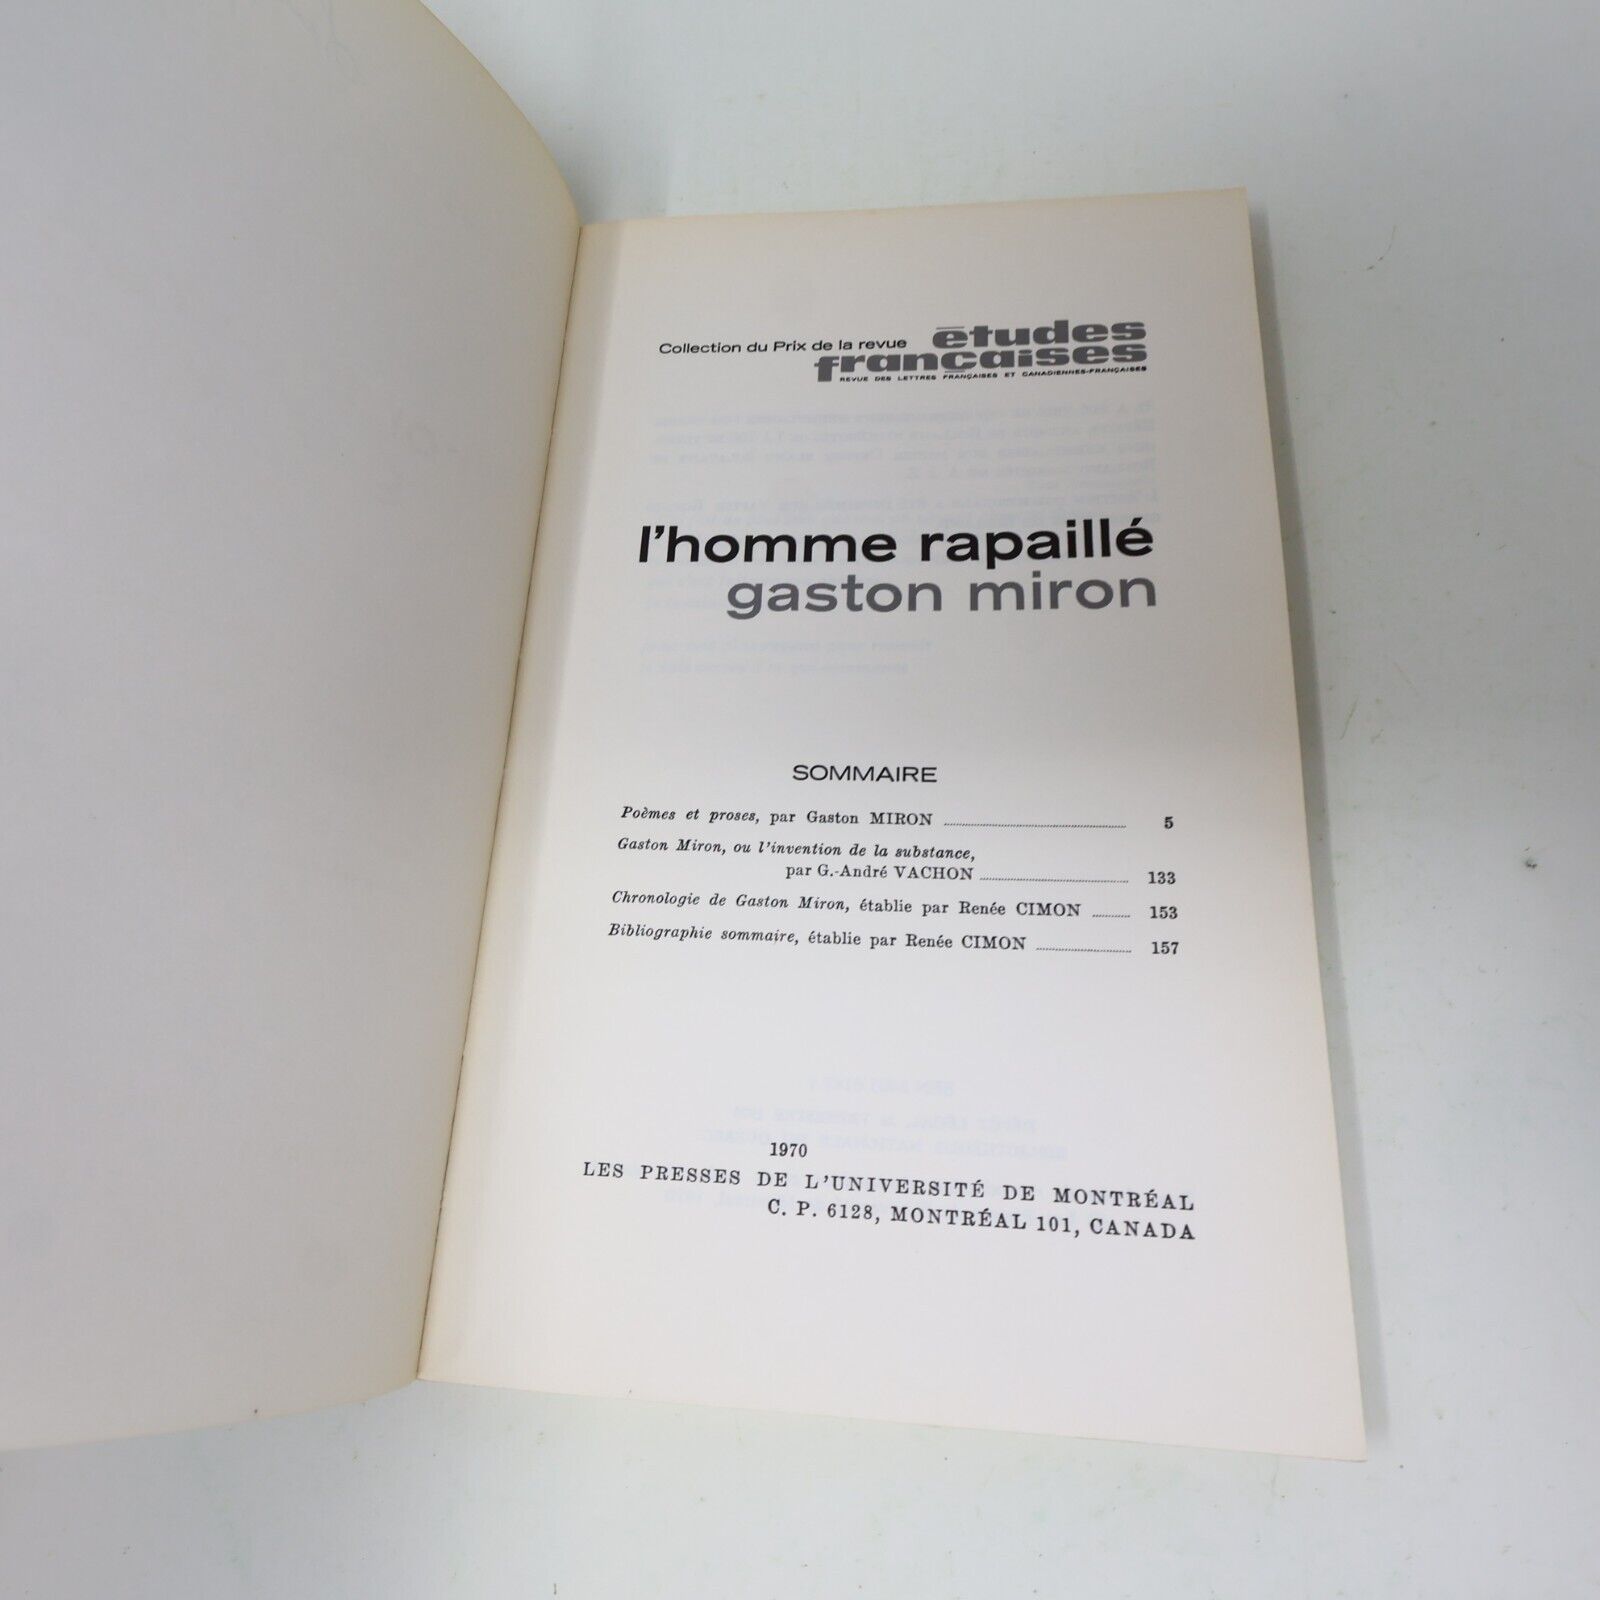 Collection du Prix de la revue études
françaises
REVUE DES LETTRES FRANÇAISES ET CANADIENNES-FRANÇAISES
l'homme rapaillé
gaston miron
SOMMAIRE
Poèmes et proses, par Gaston MIRON 5
Gaston Miron, ou l'invention de la substance,
par G.-André VACHON 133
Chronologie de Gaston Miron, établie par Renée CIMON 153
Bibliographie sommaire, établie par Renée CIMON 157
1970
LES PRESSES DE L'UNIVERSITÉ DE MONTRÉAL
C. P. 6128, MONTRÉAL 101, CANADA